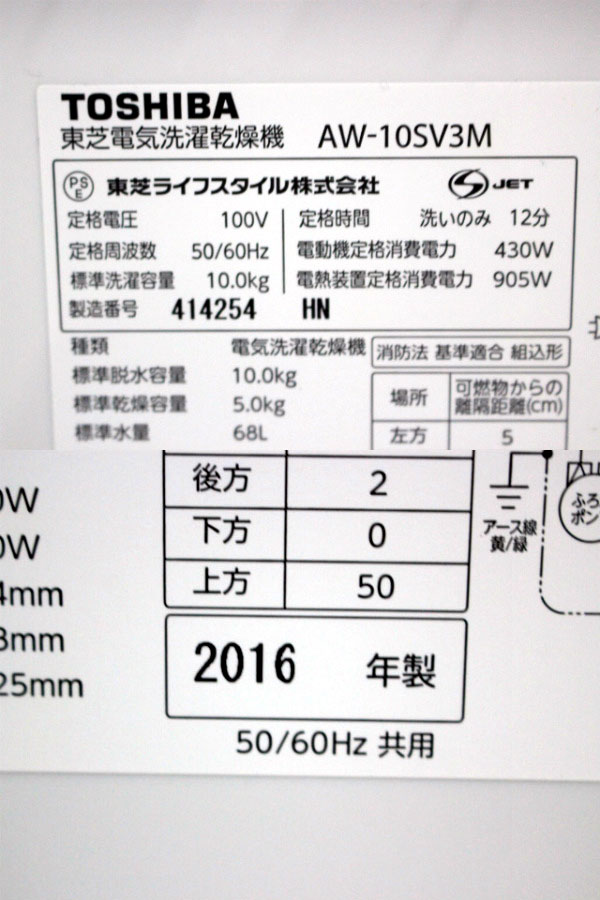 TOSHIBA
東芝電気洗濯乾燥機 AW-10SV3M
PS
E
東芝ライフスタイル株式会社 JET
定格電圧 100V 定格時間 洗いのみ 12分
定格周波数 50/60Hz 電動機定格消費電力 430W
標準洗濯容量 10.0kg 電熱装置定格消費電力 905W
製造番号 414254 HN
種類 電気洗濯乾燥機 消防法 基準適合 組込形
標準脱水容量 10.0kg 場所 可燃物からの
離隔距離(cm)
標準乾燥容量 5.0kg
標準水量 68L 左方 5
後方 2
0W
下方 0
0W
上方 50
4mm
3mm
25mm
2016 年製
50/60Hz 共用
アース線
黄/緑
ふろ
ポン